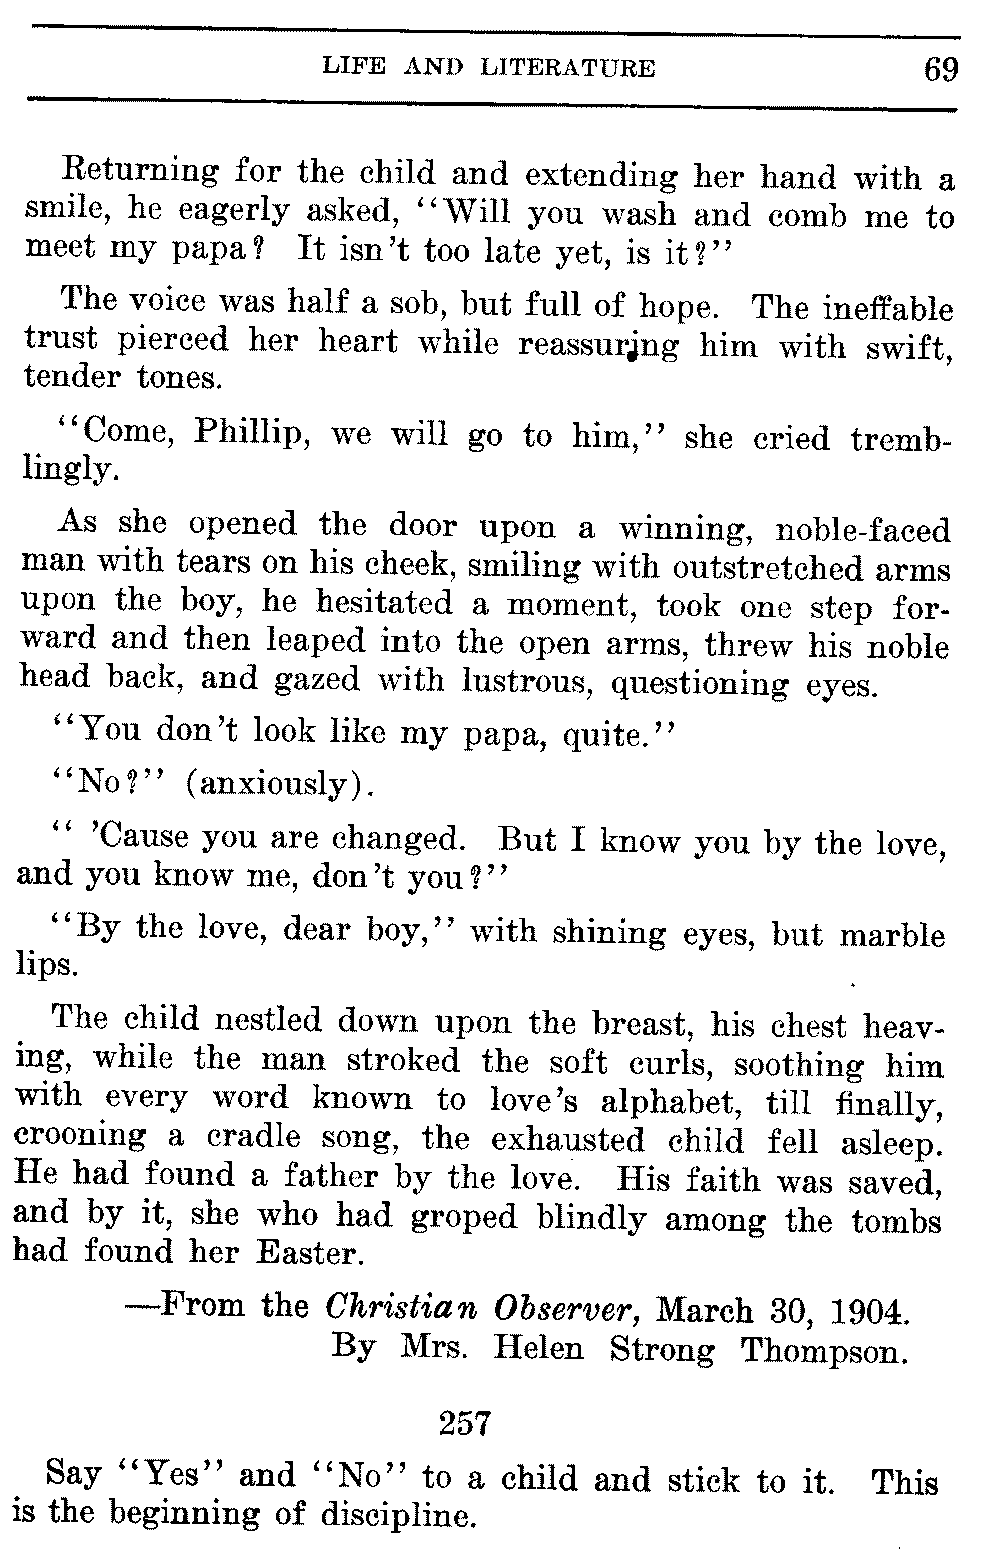 LIFE AND LITERATURE 69
Returning for the child and extending her hand with a
smile, he eagerly asked, "Will you wash and comb me to
meet my papa? It isn't too late yet, is it?"
The voice was half a sob, but full of hope. The ineffable
trust pierced her heart while reassuring him with swift,
tender tones.
"Come, Phillip, we will go to him," she cried tremb-
lingly.
As she opened the door upon a winning, noble-faced
man with tears on his cheek, smiling with outstretched arms
upon the boy, he hesitated a moment, took one step for-
ward and then leaped into the open arms, threw his noble
head back, and gazed with lustrous, questioning eyes.
"You don't look like my papa, quite."
"No?" (anxiously).
" 'Cause you are changed. But I know you by the love,
and you know me, don't you?"
"By the love, dear boy," with shining eyes, but marble
lips.
The child nestled down upon the breast, his chest heav-
ing, while the man stroked the soft curls, soothing him
with every word known to love's alphabet, till finally,
crooning a cradle song, the exhausted child fell asleep.
He had found a father by the love. His faith was saved,
and by it, she who had groped blindly among the tombs
had found her Easter.
—From the Christian Observer, March 30, 1904.
By Mrs. Helen Strong Thompson.
257
Say "Yes" and "No" to a child and stick to it. This
is the beginning of discipline.